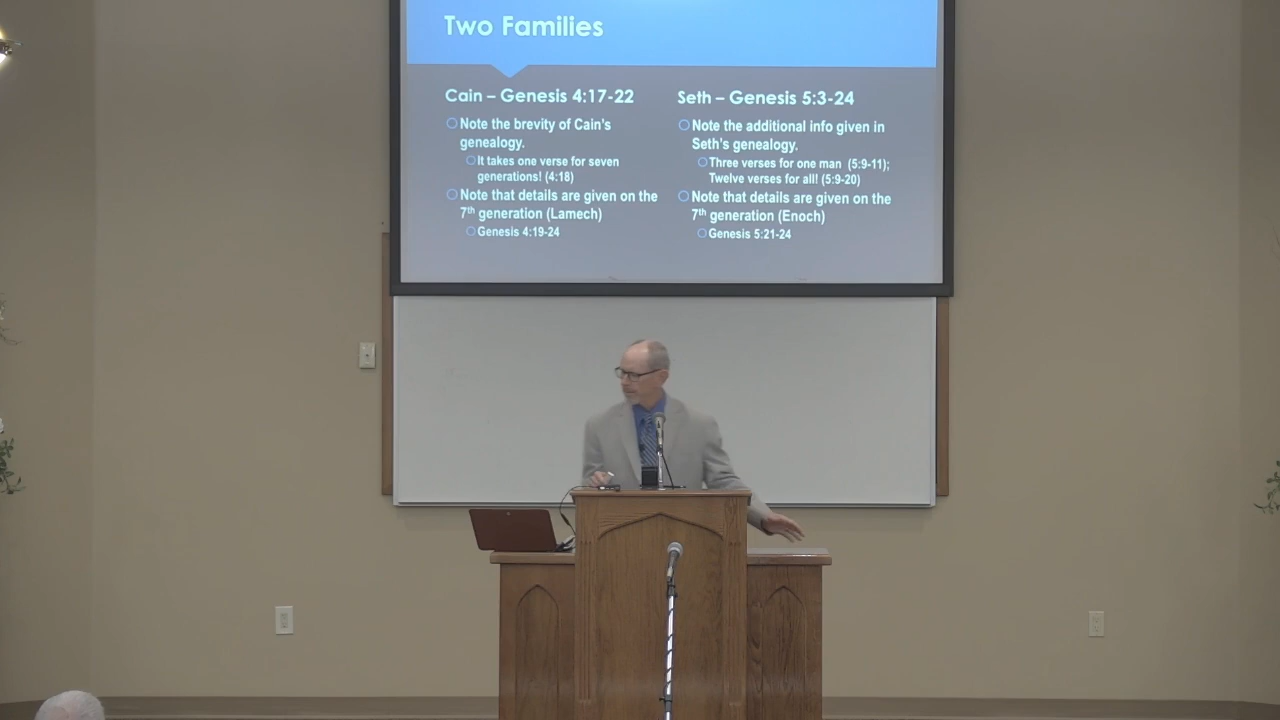 Two Families
Cain – Genesis 4:17-22
Note the brevity of Cain's
genealogy.
It takes one verse for seven
generations! (4:18)
Note that details are given on the
7th generation (Lamech)
Genesis 4:19-24
Seth – Genesis 5:3-24
Note the additional info given in
Seth's genealogy.
Three verses for one man (5:9-11);
Twelve verses for all! (5:9-20)
Note that details are given on the
7th generation (Enoch)
Genesis 5:21-24